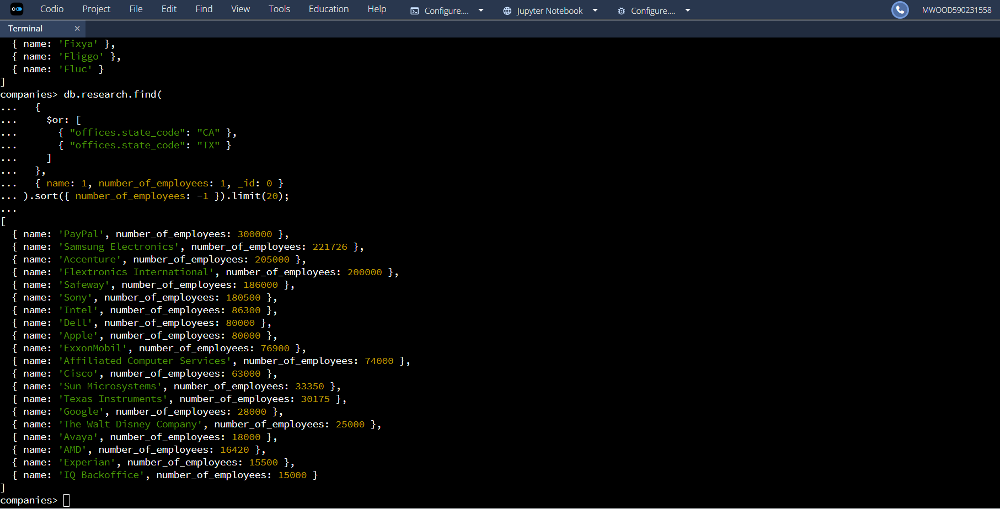 Codio Project File Edit Find View Tools Education Help Configure.... Jupyter Notebook Configure.... MWOOD590231558
Terminal ×
  { name: 'Fixya' },
  { name: 'Fliggo' },
  { name: 'Fluc' }
]
companies> db.research.find(
...   {
...     $or: [
...       { "offices.state_code": "CA" },
...       { "offices.state_code": "TX" }
...     ]
...   },
...   { name: 1, number_of_employees: 1, _id: 0 }
... ).sort({ number_of_employees: -1 }).limit(20);
...
[
  { name: 'PayPal', number_of_employees: 300000 },
  { name: 'Samsung Electronics', number_of_employees: 221726 },
  { name: 'Accenture', number_of_employees: 205000 },
  { name: 'Flextronics International', number_of_employees: 200000 },
  { name: 'Safeway', number_of_employees: 186000 },
  { name: 'Sony', number_of_employees: 180500 },
  { name: 'Intel', number_of_employees: 86300 },
  { name: 'Dell', number_of_employees: 80000 },
  { name: 'Apple', number_of_employees: 80000 },
  { name: 'ExxonMobil', number_of_employees: 76900 },
  { name: 'Affiliated Computer Services', number_of_employees: 74000 },
  { name: 'Cisco', number_of_employees: 63000 },
  { name: 'Sun Microsystems', number_of_employees: 33350 },
  { name: 'Texas Instruments', number_of_employees: 30175 },
  { name: 'Google', number_of_employees: 28000 },
  { name: 'The Walt Disney Company', number_of_employees: 25000 },
  { name: 'Avaya', number_of_employees: 18000 },
  { name: 'AMD', number_of_employees: 16420 },
  { name: 'Experian', number_of_employees: 15500 },
  { name: 'IQ Backoffice', number_of_employees: 15000 }
]
companies>